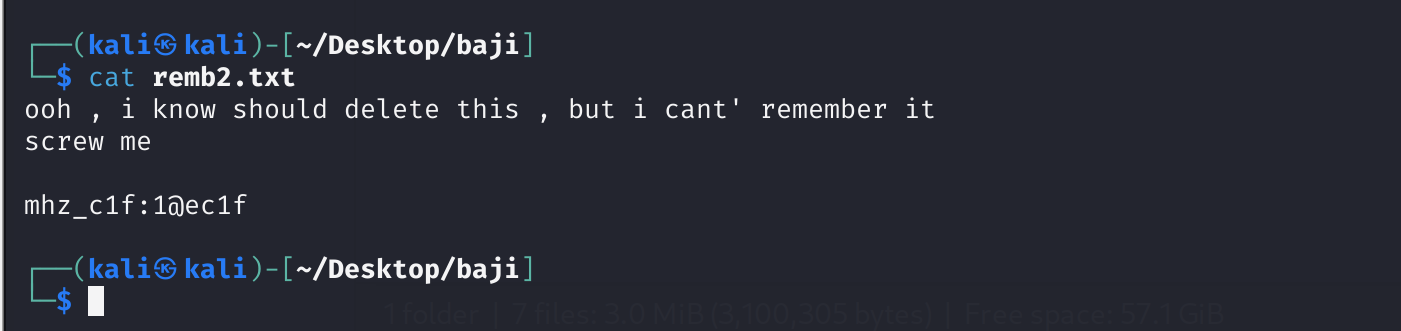 ┌──(kali㉿kali)-[~/Desktop/baji]
└─$ cat remb2.txt
ooh , i know should delete this , but i cant' remember it
screw me
mhz_c1f:1@ec1f
┌──(kali㉿kali)-[~/Desktop/baji]
└─$
1 folder | 7 files: 3.0 MiB (3,100,305 bytes) | Free space: 57.1 GiB